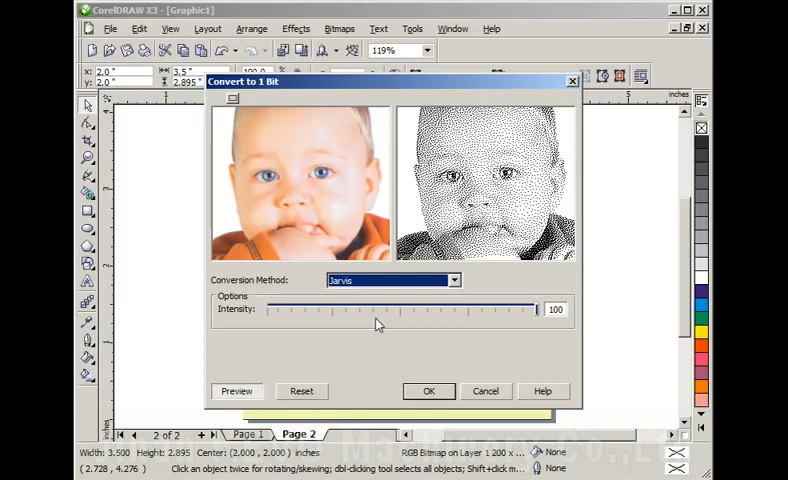 CorelDRAW X3 - [Graphic1]
File Edit View Layout Arrange Effects Bitmaps Text Tools Window Help
119%
x: 2.0 " 3.5 " 100.0
y: 2.0 " 2.895 "
Convert to 1 Bit
5 inches
Conversion Method: Jarvis
Options
Intensity: 100
Preview Reset OK Cancel Help
2 of 2 Page 1 Page 2
Width: 3.500 Height: 2.895 Center: (2.000 , 2.000 ) inches RGB Bitmap on Layer 1 200 x ... None
( 2.728 , 4.276 ) Click an object twice for rotating/skewing; dbl-clicking tool selects all objects; Shift+click m... None